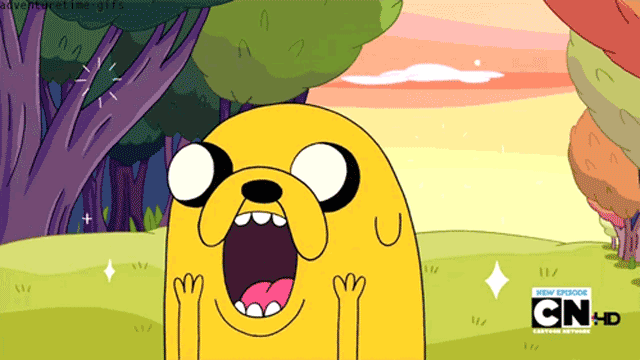 adventuretime-gifs
NEW EPISODE
CN HD
CARTOON NETWORK